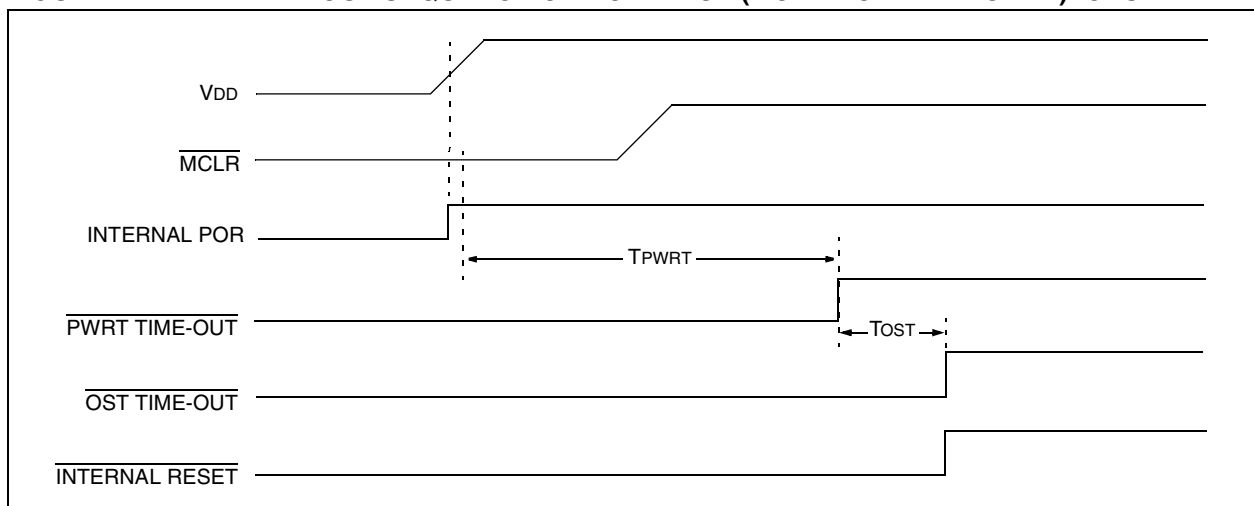 VDD
MCLR
INTERNAL POR
TPWRT
PWRT TIME-OUT
TOST
OST TIME-OUT
INTERNAL RESET